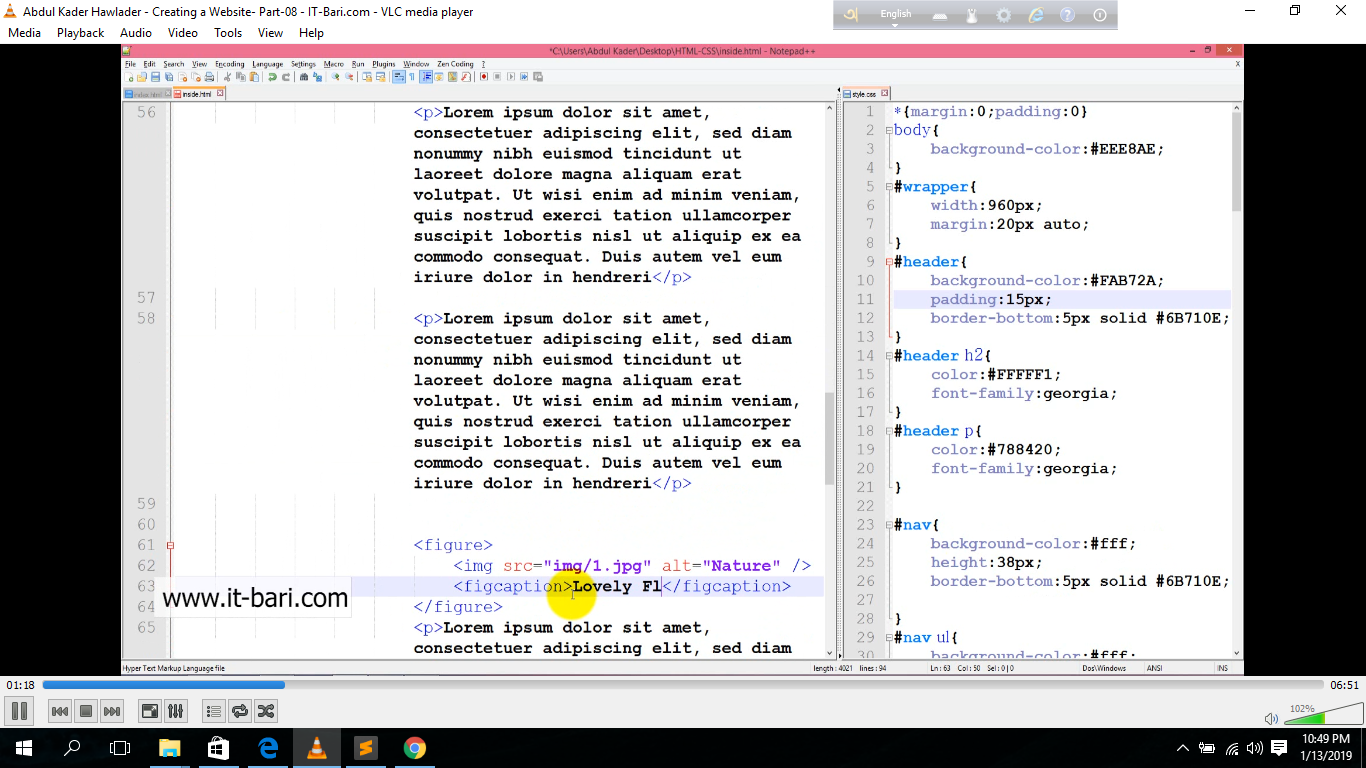 Abdul Kader Hawlader - Creating a Website- Part-08 - IT-Bari.com - VLC media player
English
Media Playback Audio Video Tools View Help
*C:\Users\Abdul Kader\Desktop\HTML-CSS\inside.html - Notepad++
File Edit Search View Encoding Language Settings Macro Run Plugins Window Zen Coding ? X
index.html inside.html
56 <p>Lorem ipsum dolor sit amet,
consectetuer adipiscing elit, sed diam
nonummy nibh euismod tincidunt ut
laoreet dolore magna aliquam erat
volutpat. Ut wisi enim ad minim veniam,
quis nostrud exerci tation ullamcorper
suscipit lobortis nisl ut aliquip ex ea
commodo consequat. Duis autem vel eum
iriure dolor in hendreri</p>
57
58 <p>Lorem ipsum dolor sit amet,
consectetuer adipiscing elit, sed diam
nonummy nibh euismod tincidunt ut
laoreet dolore magna aliquam erat
volutpat. Ut wisi enim ad minim veniam,
quis nostrud exerci tation ullamcorper
suscipit lobortis nisl ut aliquip ex ea
commodo consequat. Duis autem vel eum
iriure dolor in hendreri</p>
59
60
61 <figure>
62 <img src="img/1.jpg" alt="Nature" />
63 <figcaption>Lovely Fl</figcaption>
64 </figure>
65 <p>Lorem ipsum dolor sit amet,
consectetuer adipiscing elit, sed diam
www.it-bari.com
style.css
1 *{margin:0;padding:0}
2 body{
3 background-color:#EEE8AE;
4 }
5 #wrapper{
6 width:960px;
7 margin:20px auto;
8 }
9 #header{
10 background-color:#FAB72A;
11 padding:15px;
12 border-bottom:5px solid #6B710E;
13 }
14 #header h2{
15 color:#FFFFF1;
16 font-family:georgia;
17 }
18 #header p{
19 color:#788420;
20 font-family:georgia;
21 }
22
23 #nav{
24 background-color:#fff;
25 height:38px;
26 border-bottom:5px solid #6B710E;
27
28 }
29 #nav ul{
30 background-color:#fff;
Hyper Text Markup Language file length : 4021 lines : 94 Ln : 63 Col : 50 Sel : 0 | 0 Dos\Windows ANSI INS
01:18 06:51
102%
10:49 PM
1/13/2019